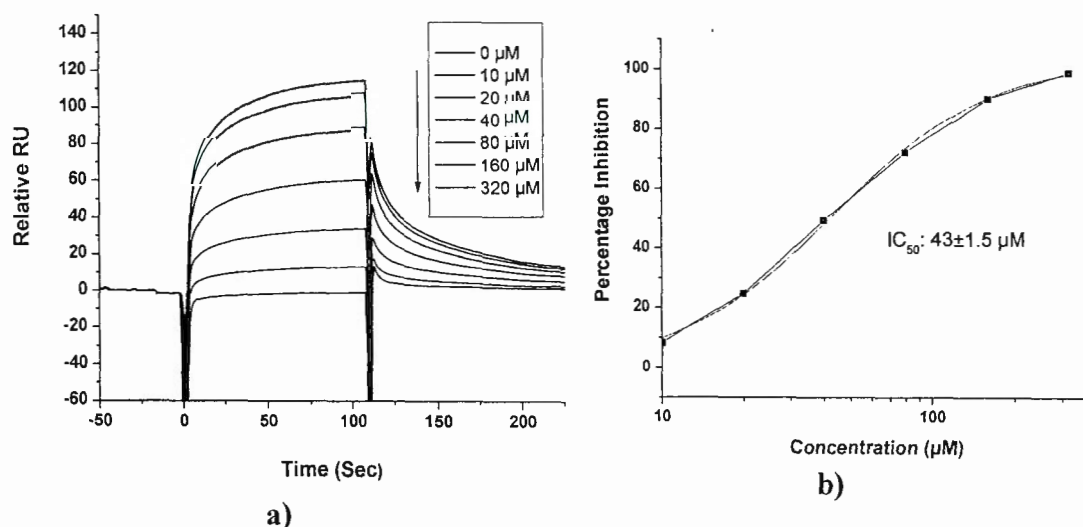 Relative RU
140
120
100
80
60
40
20
0
-20
-40
-60
-50
0
50
100
150
200
Time (Sec)
0 µM
10 µM
20 µM
40 µM
80 µM
160 µM
320 µM
a)
Percentage Inhibition
100
80
60
40
20
0
10
100
Concentration (µM)
IC50: 43±1.5 µM
b)